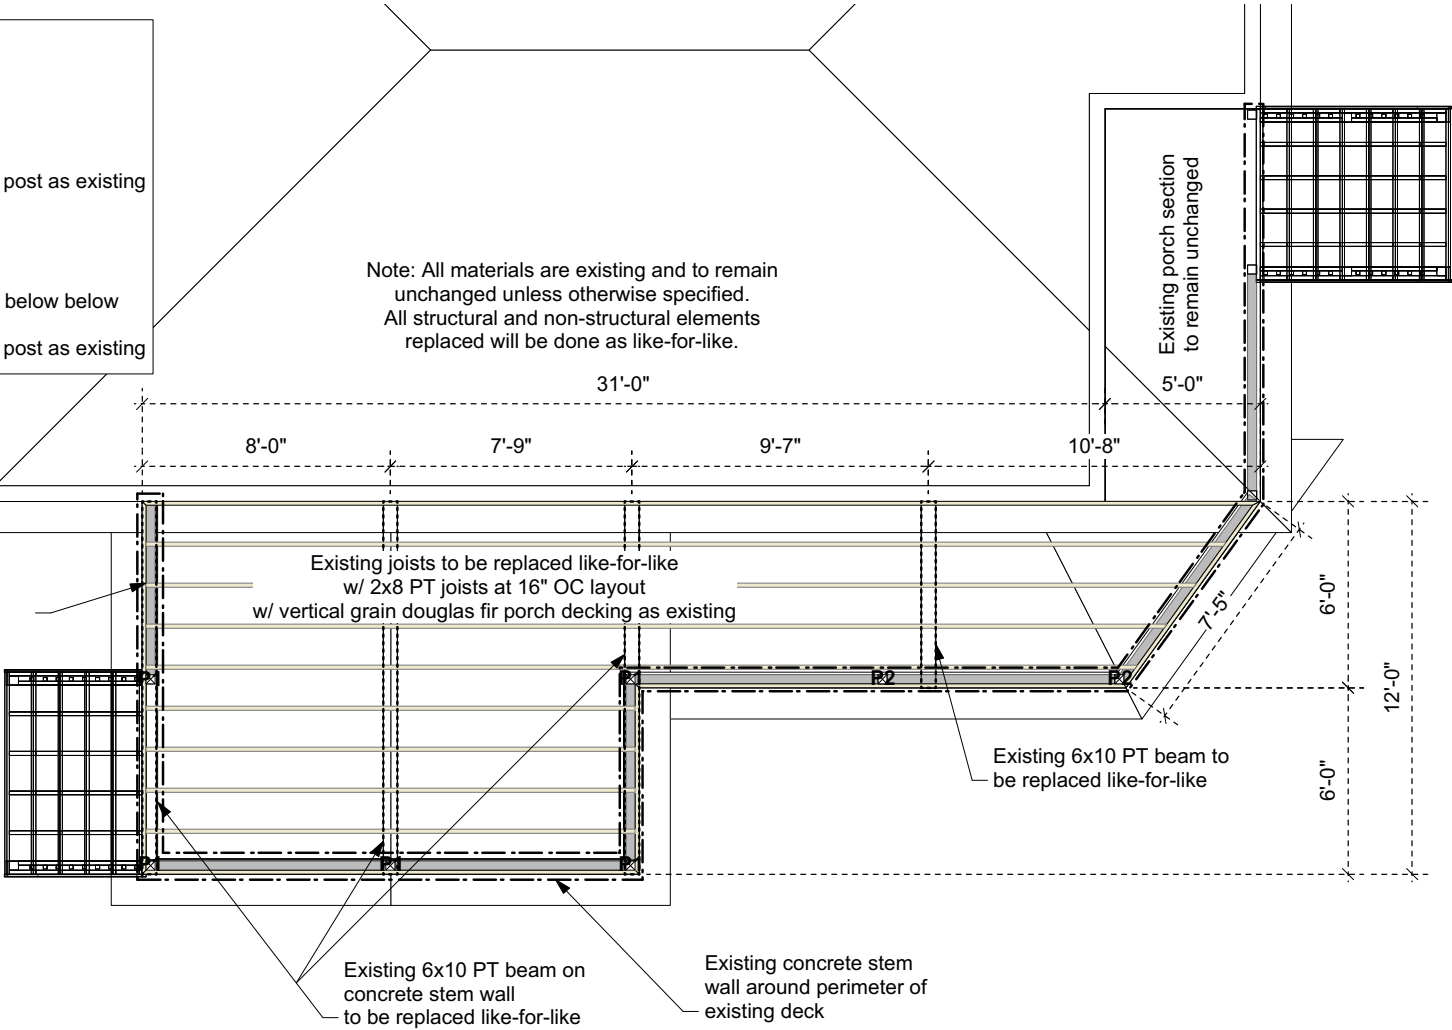 post as existing
below below
post as existing
Note: All materials are existing and to remain
unchanged unless otherwise specified.
All structural and non-structural elements
replaced will be done as like-for-like.
Existing porch section
to remain unchanged
31'-0"
5'-0"
8'-0"
7'-9"
9'-7"
10'-8"
Existing joists to be replaced like-for-like
w/ 2x8 PT joists at 16" OC layout
w/ vertical grain douglas fir porch decking as existing
7'-5"
6'-0"
12'-0"
6'-0"
P2
P2
Existing 6x10 PT beam to
be replaced like-for-like
Existing 6x10 PT beam on
concrete stem wall
to be replaced like-for-like
Existing concrete stem
wall around perimeter of
existing deck